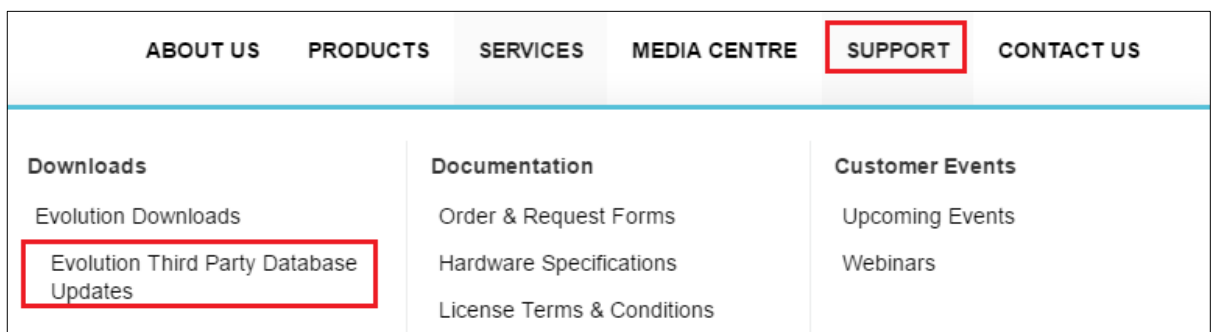 ABOUT US PRODUCTS SERVICES MEDIA CENTRE SUPPORT CONTACT US
Downloads
Evolution Downloads
Evolution Third Party Database
Updates
Documentation
Order & Request Forms
Hardware Specifications
License Terms & Conditions
Customer Events
Upcoming Events
Webinars